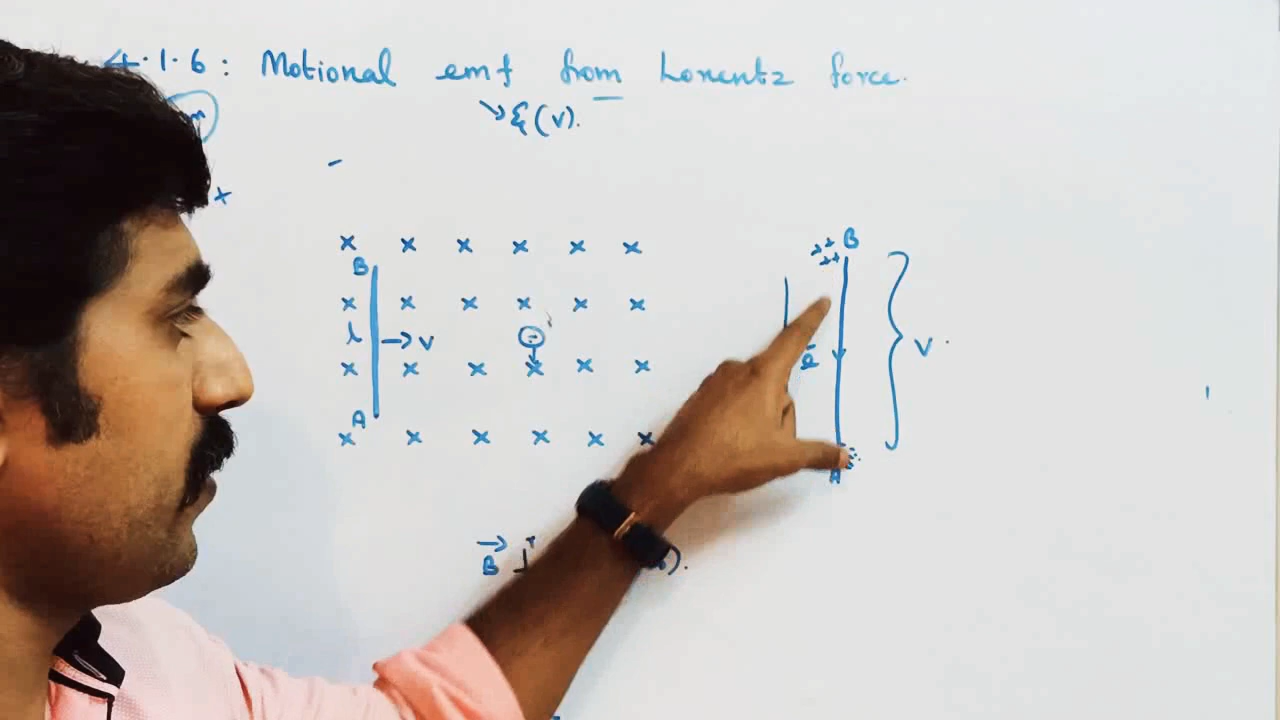 4.1.6: Motional emf from Lorentz force.
ξ(v).
x
x x x x x x
B
x x x x x x
l → v
x x x x x x
A
x x x x x x
++ ++ B
v.
A
B ⊥r